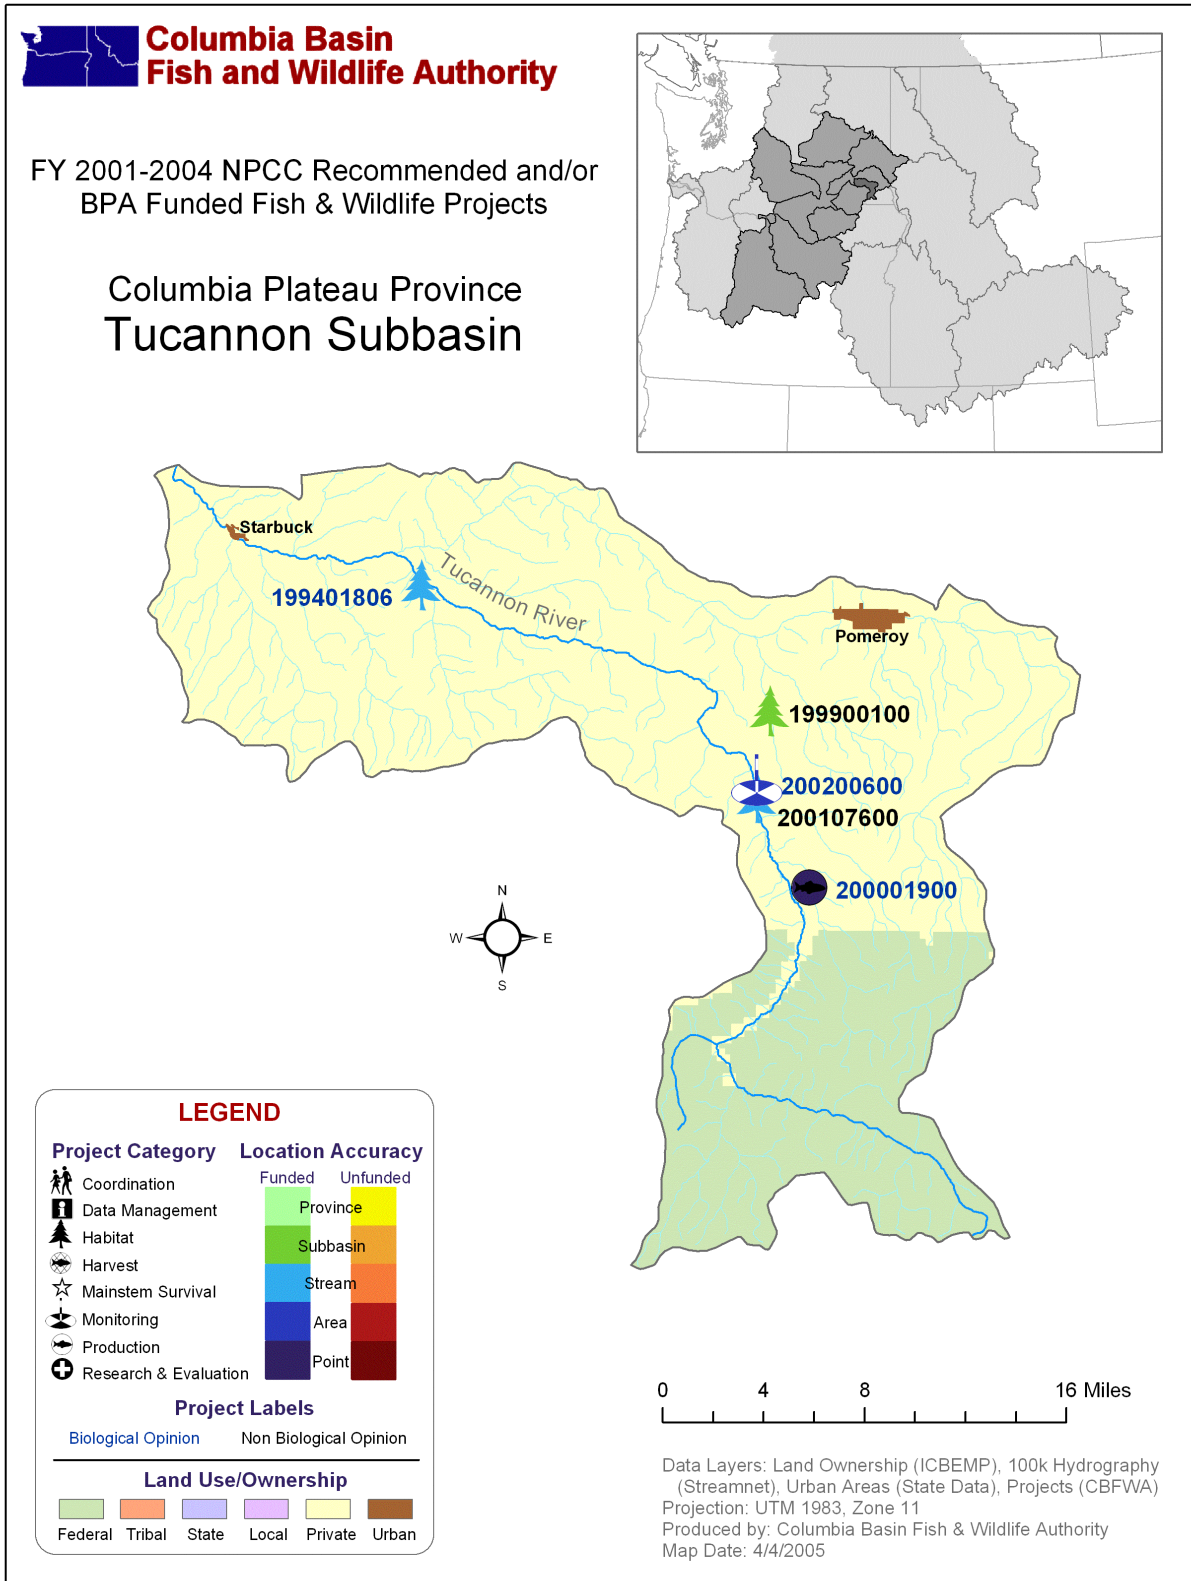 Columbia Basin
Fish and Wildlife Authority
FY 2001-2004 NPCC Recommended and/or
BPA Funded Fish & Wildlife Projects
Columbia Plateau Province
Tucannon Subbasin
Starbuck
199401806
Tucannon River
Pomeroy
199900100
200200600
200107600
200001900
N
W E
S
LEGEND
Project Category Location Accuracy
Funded Unfunded
Coordination
Data Management
Habitat
Harvest
Mainstem Survival
Monitoring
Production
Research & Evaluation
Province
Subbasin
Stream
Area
Point
Project Labels
Biological Opinion Non Biological Opinion
Land Use/Ownership
Federal Tribal State Local Private Urban
0 4 8 16 Miles
Data Layers: Land Ownership (ICBEMP), 100k Hydrography
(Streamnet), Urban Areas (State Data), Projects (CBFWA)
Projection: UTM 1983, Zone 11
Produced by: Columbia Basin Fish & Wildlife Authority
Map Date: 4/4/2005